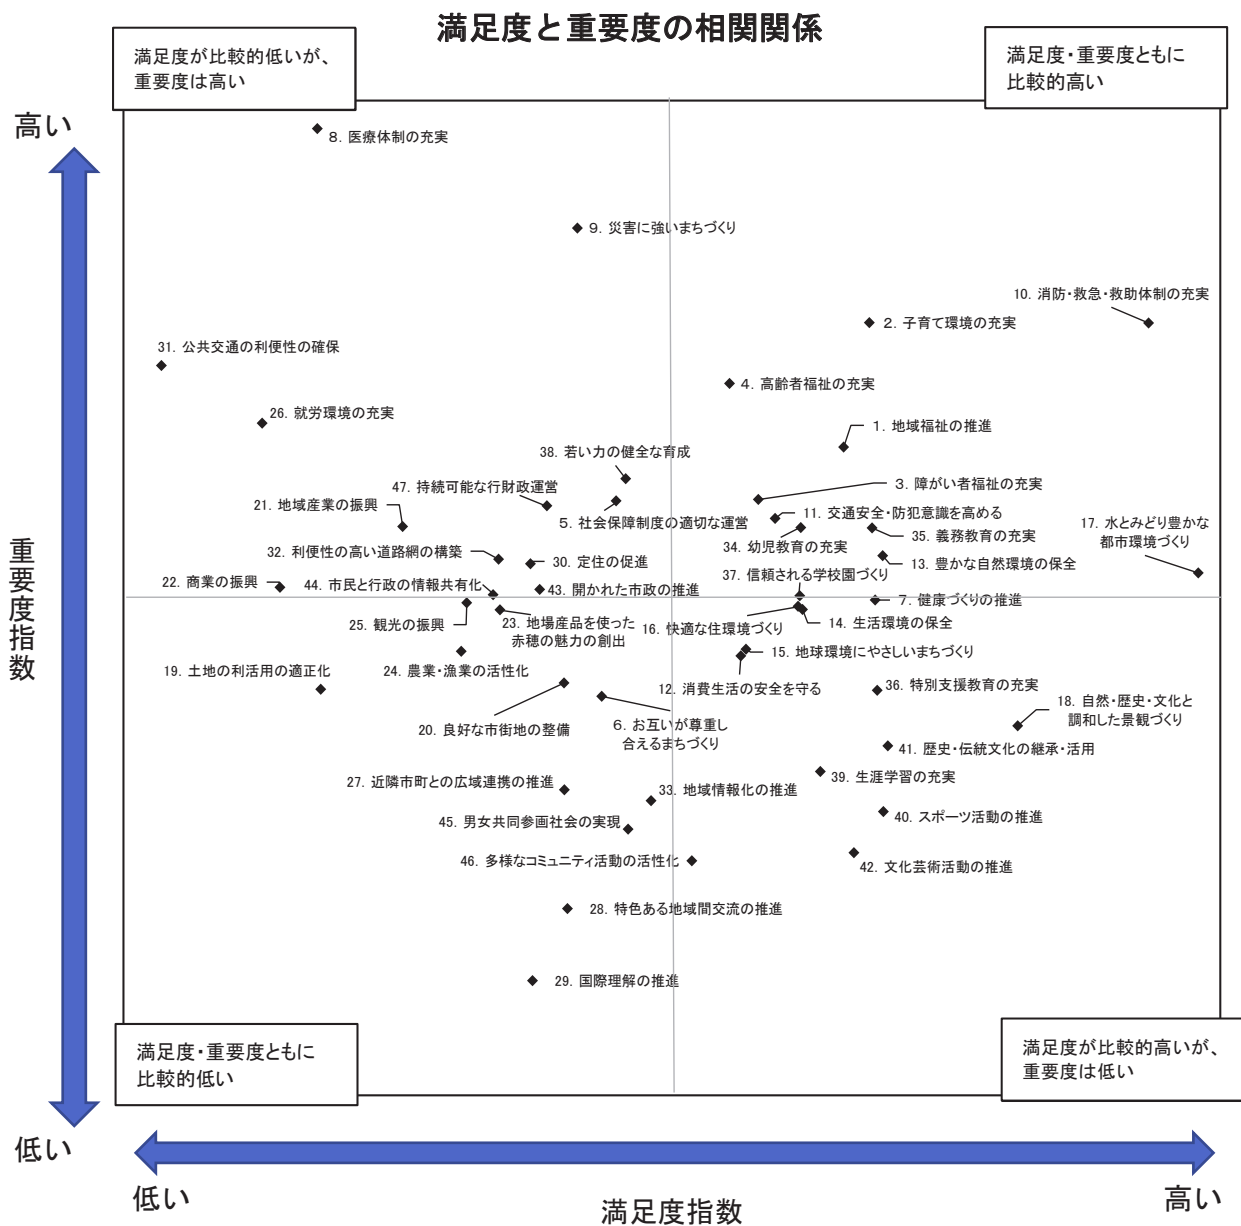 満足度と重要度の相関関係
満足度が比較的低いが、
重要度は高い
満足度・重要度ともに
比較的高い
高い
8. 医療体制の充実
9. 災害に強いまちづくり
10. 消防・救急・救助体制の充実
2. 子育て環境の充実
31. 公共交通の利便性の確保
4. 高齢者福祉の充実
26. 就労環境の充実
1. 地域福祉の推進
38. 若い力の健全な育成
47. 持続可能な行財政運営
3. 障がい者福祉の充実
21. 地域産業の振興
5. 社会保障制度の適切な運営
11. 交通安全・防犯意識を高める
17. 水とみどり豊かな
都市環境づくり
35. 義務教育の充実
34. 幼児教育の充実
32. 利便性の高い道路網の構築
30. 定住の促進
13. 豊かな自然環境の保全
37. 信頼される学校園づくり
22. 商業の振興
44. 市民と行政の情報共有化
43. 開かれた市政の推進
7. 健康づくりの推進
25. 観光の振興
23. 地場産品を使った
赤穂の魅力の創出
16. 快適な住環境づくり
14. 生活環境の保全
15. 地球環境にやさしいまちづくり
19. 土地の利活用の適正化
24. 農業・漁業の活性化
12. 消費生活の安全を守る
36. 特別支援教育の充実
18. 自然・歴史・文化と
調和した景観づくり
20. 良好な市街地の整備
6. お互いが尊重し
合えるまちづくり
41. 歴史・伝統文化の継承・活用
39. 生涯学習の充実
27. 近隣市町との広域連携の推進
33. 地域情報化の推進
40. スポーツ活動の推進
45. 男女共同参画社会の実現
46. 多様なコミュニティ活動の活性化
42. 文化芸術活動の推進
28. 特色ある地域間交流の推進
29. 国際理解の推進
重要度指数
満足度・重要度ともに
比較的低い
満足度が比較的高いが、
重要度は低い
低い
低い
満足度指数
高い